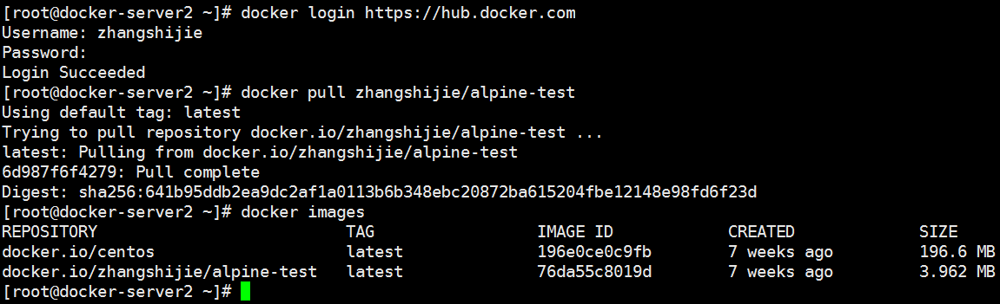 [root@docker-server2 ~]# docker login https://hub.docker.com
Username: zhangshijie
Password:
Login Succeeded
[root@docker-server2 ~]# docker pull zhangshijie/alpine-test
Using default tag: latest
Trying to pull repository docker.io/zhangshijie/alpine-test ...
latest: Pulling from docker.io/zhangshijie/alpine-test
6d987f6f4279: Pull complete
Digest: sha256:641b95ddb2ea9dc2af1a0113b6b348ebc20872ba615204fbe12148e98fd6f23d
[root@docker-server2 ~]# docker images
REPOSITORY TAG IMAGE ID CREATED SIZE
docker.io/centos latest 196e0ce0c9fb 7 weeks ago 196.6 MB
docker.io/zhangshijie/alpine-test latest 76da55c8019d 7 weeks ago 3.962 MB
[root@docker-server2 ~]#